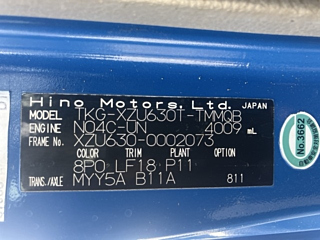 Hino Motors, Ltd. JAPAN
MODEL TKG-XZU630T-TMMQB
ENGINE N04C-UN 4009 mL
FRAME No. XZU630-0002073
COLOR TRIM PLANT OPTION
8P0 LF18 P11
TRANS./AXLE MYY5A B11A 811
No.3662